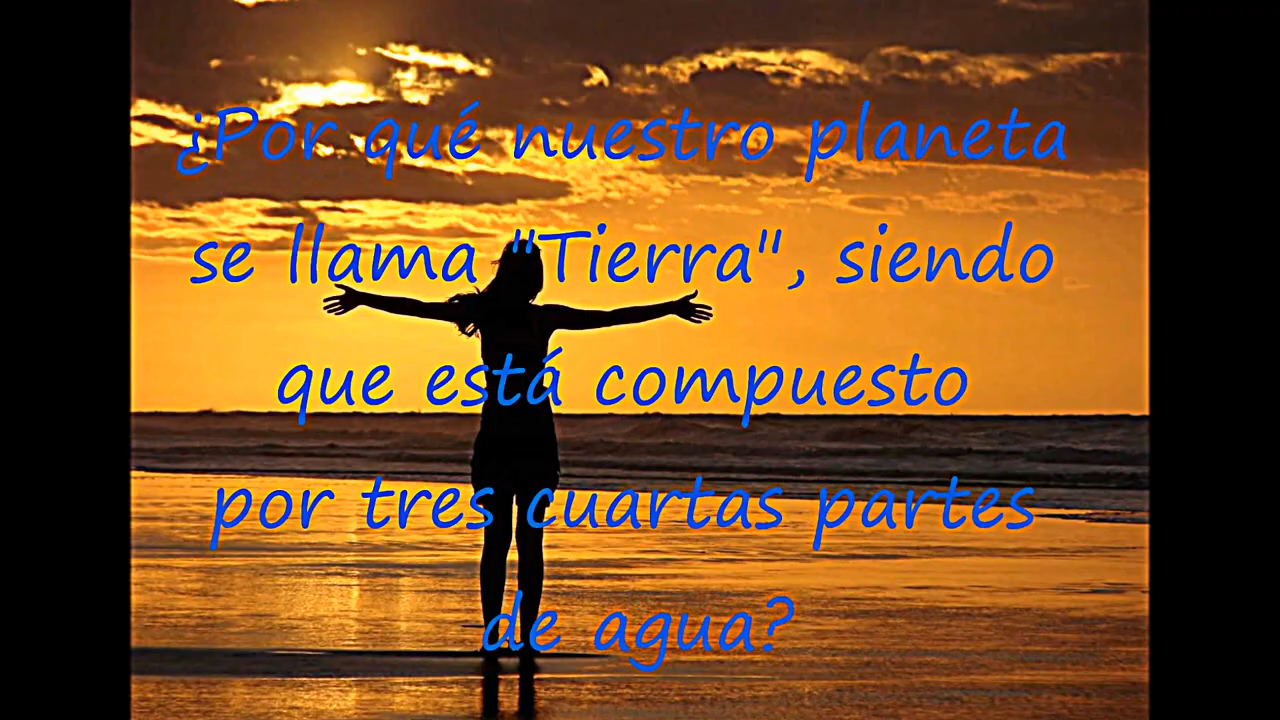 ¿Por qué nuestro planeta
se llama "Tierra", siendo
que está compuesto
por tres cuartas partes
de agua?